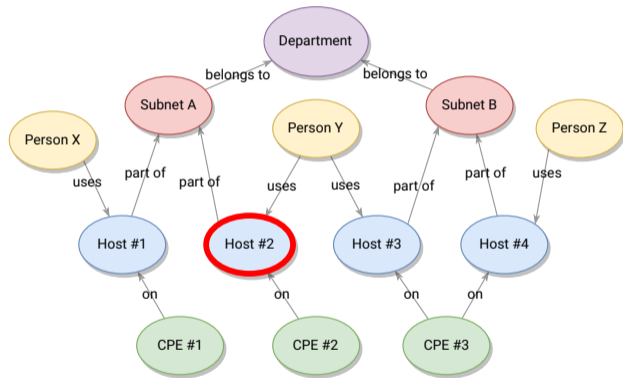 Department
belongs to
belongs to
Subnet A
Subnet B
Person X
Person Y
Person Z
uses
part of
part of
uses
uses
part of
part of
uses
Host #1
Host #2
Host #3
Host #4
on
on
on
on
CPE #1
CPE #2
CPE #3